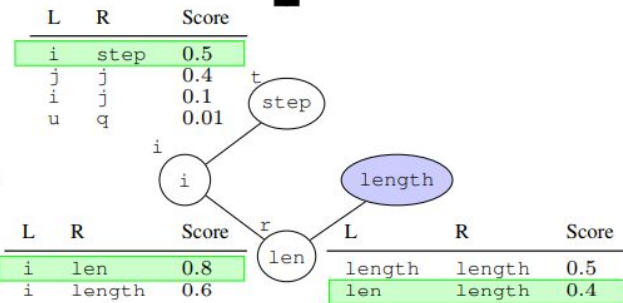 L R Score
i step 0.5
j j 0.4
i j 0.1
u q 0.01
t
step
i
i
length
r
len
L R Score
i len 0.8
i length 0.6
L R Score
length length 0.5
len length 0.4